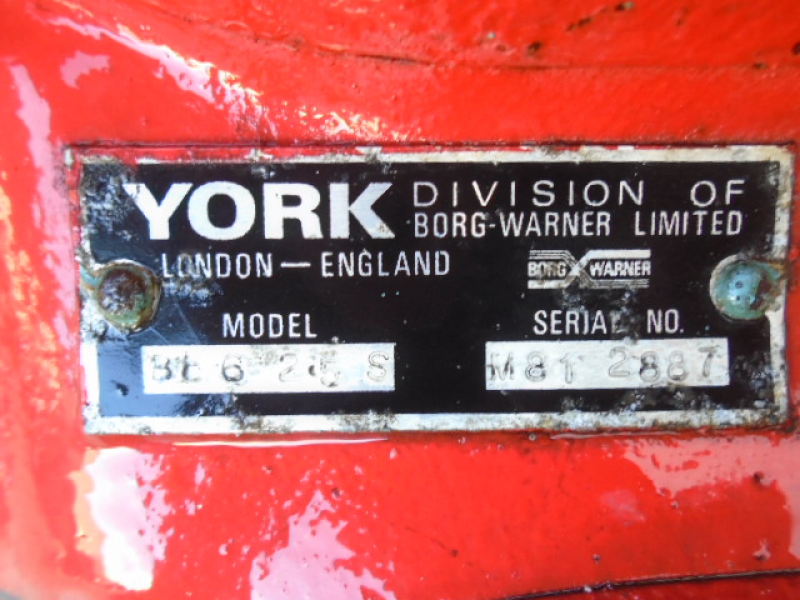 YORK DIVISION OF
BORG-WARNER LIMITED
LONDON — ENGLAND
BORG WARNER
MODEL
SERIAL NO.
S
M81 2887